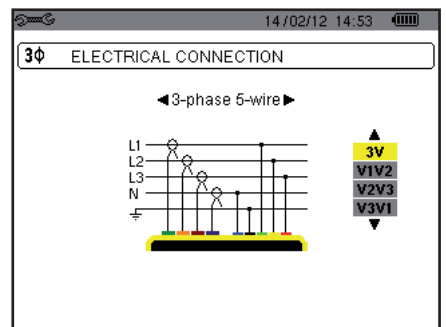 14/02/12 14:53
3Φ ELECTRICAL CONNECTION
◄3-phase 5-wire►
L1
L2
L3
N
3V
V1V2
V2V3
V3V1